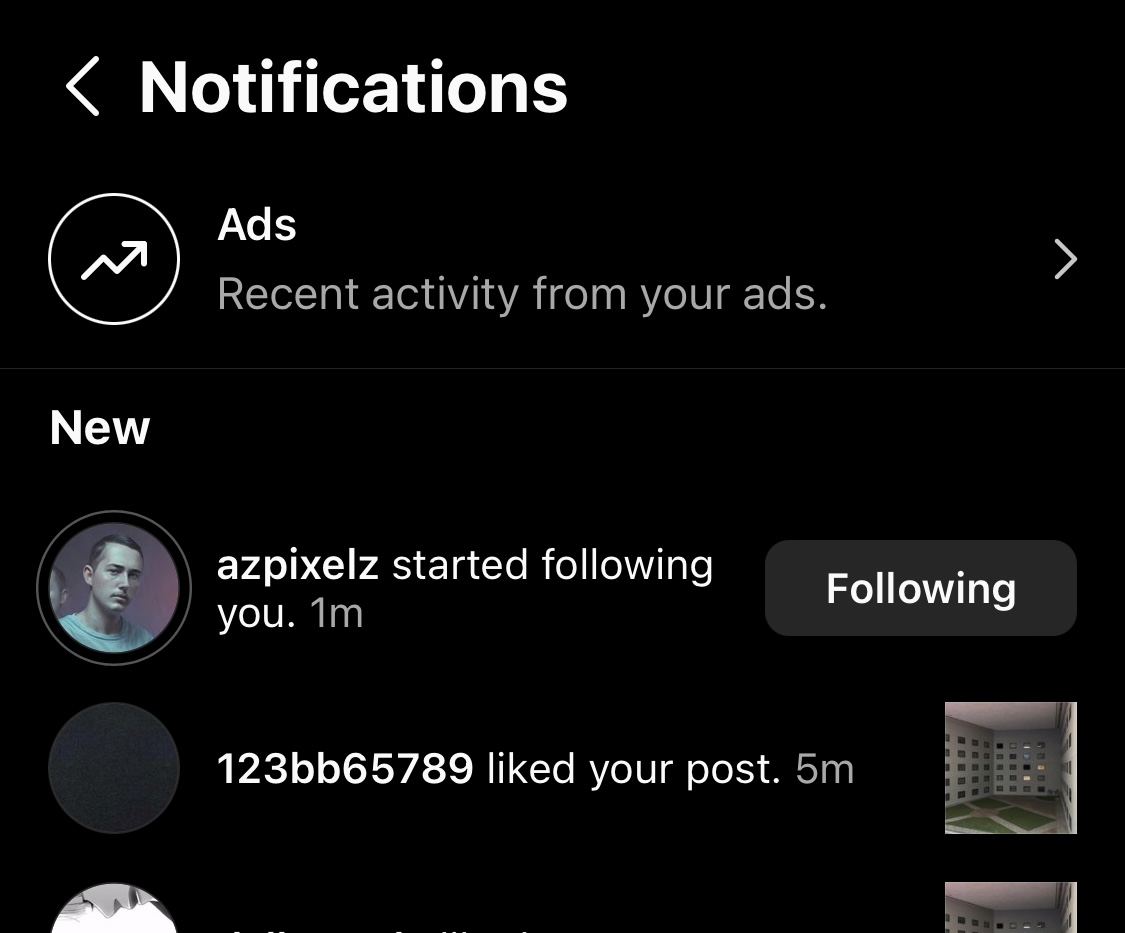 Notifications
Ads
Recent activity from your ads.
New
azpixelz started following
you. 1m
Following
123bb65789 liked your post. 5m